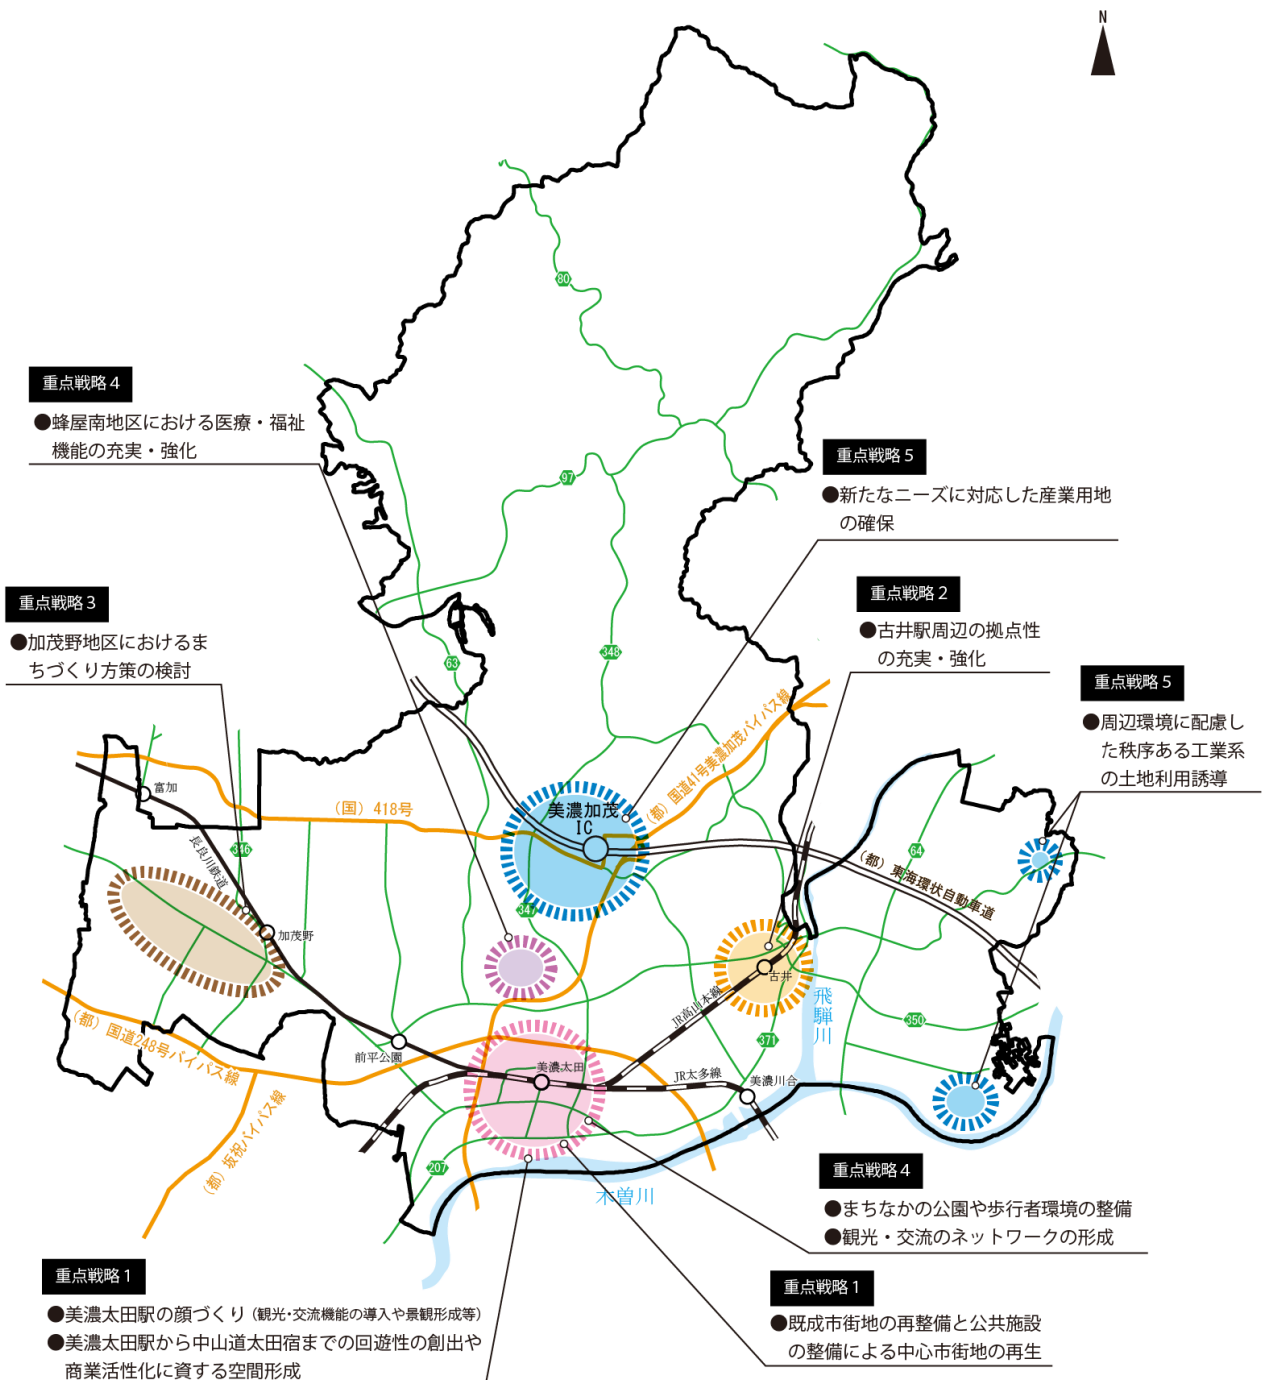 N
80
重点戦略４
●蜂屋南地区における医療・福祉
機能の充実・強化
重点戦略５
●新たなニーズに対応した産業用地
の確保
97
重点戦略３
●加茂野地区におけるま
ちづくり方策の検討
重点戦略２
●古井駅周辺の拠点性
の充実・強化
348
63
重点戦略５
●周辺環境に配慮し
た秩序ある工業系
の土地利用誘導
（都）国道41号美濃加茂バイパス線
富加
（国）418号
美濃加茂
IC
346
長良川鉄道
64
（都）東海環状自動車道
347
加茂野
古井
飛騨川
JR高山本線
350
（都）国道248号バイパス線
371
前平公園
美濃太田
JR太多線
美濃川合
（都）坂祝バイパス線
207
木曽川
重点戦略４
●まちなかの公園や歩行者環境の整備
●観光・交流のネットワークの形成
重点戦略１
●美濃太田駅の顔づくり（観光・交流機能の導入や景観形成等）
●美濃太田駅から中山道太田宿までの回遊性の創出や
商業活性化に資する空間形成
重点戦略１
●既成市街地の再整備と公共施設
の整備による中心市街地の再生